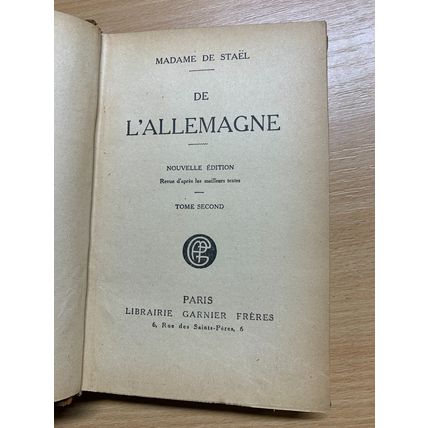 MADAME DE STAËL
DE
L'ALLEMAGNE
NOUVELLE ÉDITION
Revue d'après les meilleurs textes
TOME SECOND
PARIS
LIBRAIRIE GARNIER FRÈRES
6, Rue des Saints-Pères, 6